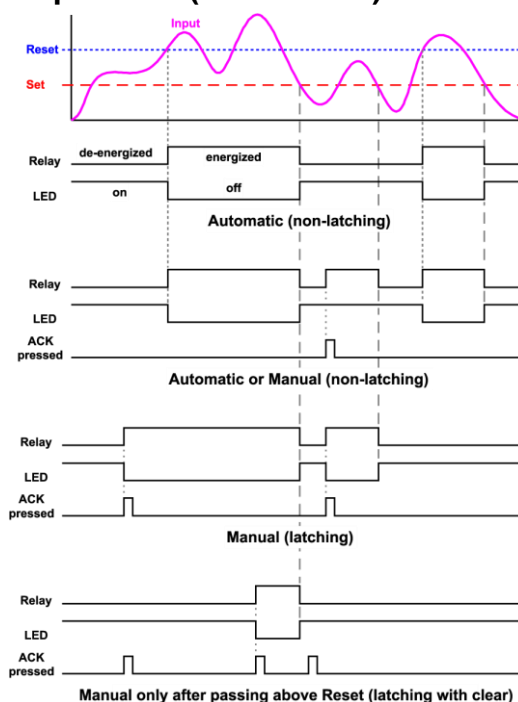 Input
Reset
Set
de-energized energized
Relay
on off
LED
Automatic (non-latching)
Relay
LED
ACK
pressed
Automatic or Manual (non-latching)
Relay
LED
ACK
pressed
Manual (latching)
Relay
LED
ACK
pressed
Manual only after passing above Reset (latching with clear)